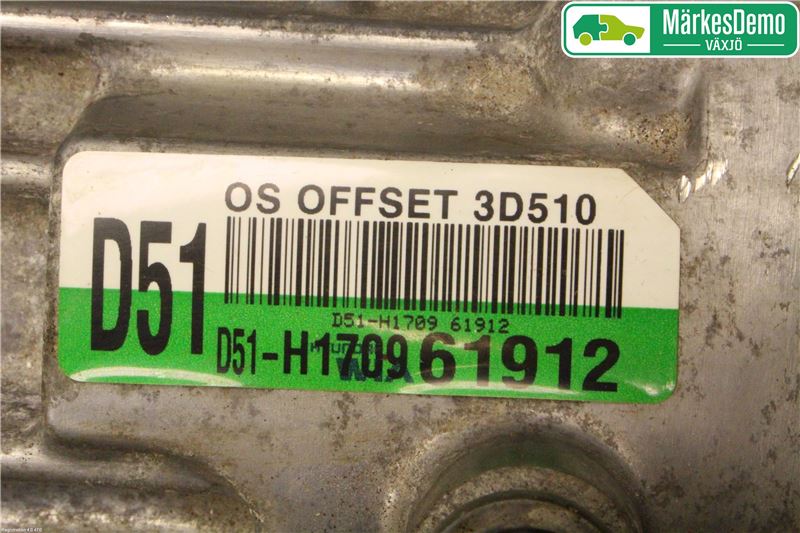 MärkesDemo
VÄXJÖ
OS OFFSET 3D510
D51
D51-H1709 61912
D51-H1709 61912